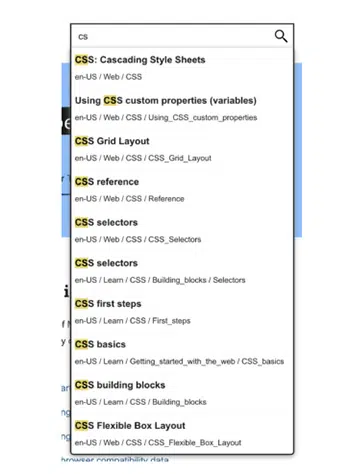 cs
CSS: Cascading Style Sheets
en-US / Web / CSS
Using CSS custom properties (variables)
en-US / Web / CSS / Using_CSS_custom_properties
CSS Grid Layout
en-US / Web / CSS / CSS_Grid_Layout
CSS reference
en-US / Web / CSS / Reference
CSS selectors
en-US / Web / CSS / CSS_Selectors
CSS selectors
en-US / Learn / CSS / Building_blocks / Selectors
CSS first steps
en-US / Learn / CSS / First_steps
CSS basics
en-US / Learn / Getting_started_with_the_web / CSS_basics
CSS building blocks
en-US / Learn / CSS / Building_blocks
CSS Flexible Box Layout
en-US / Web / CSS / CSS_Flexible_Box_Layout
browser compatibility data